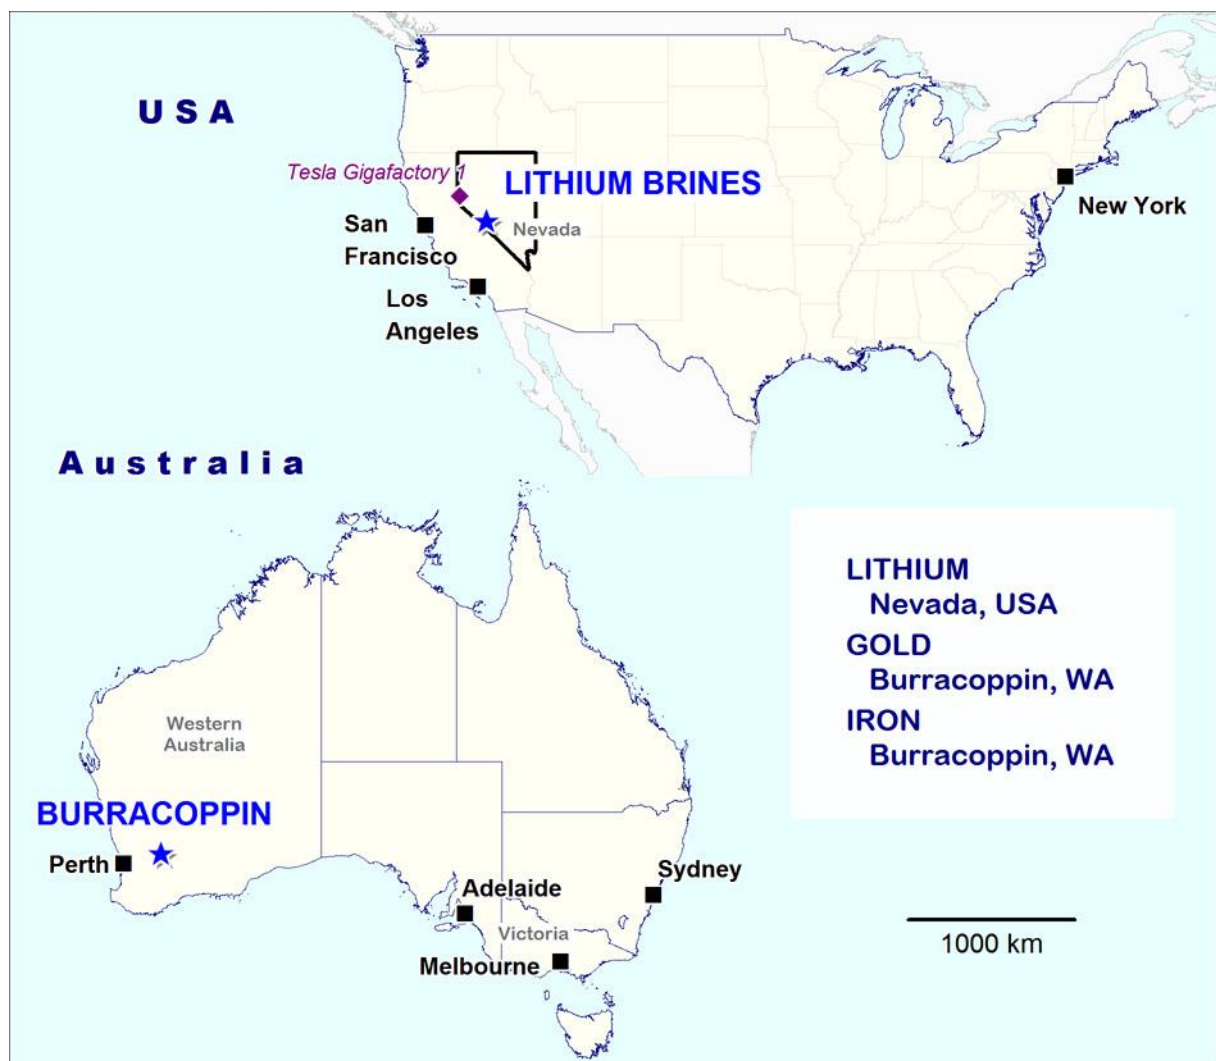 USA
Tesla Gigafactory 1
LITHIUM BRINES
Nevada
San
Francisco
Los
Angeles
New York
Australia
LITHIUM
Nevada, USA
GOLD
Burracoppin, WA
IRON
Burracoppin, WA
Western
Australia
BURRACOPPIN
Perth
Adelaide
Sydney
Victoria
Melbourne
1000 km